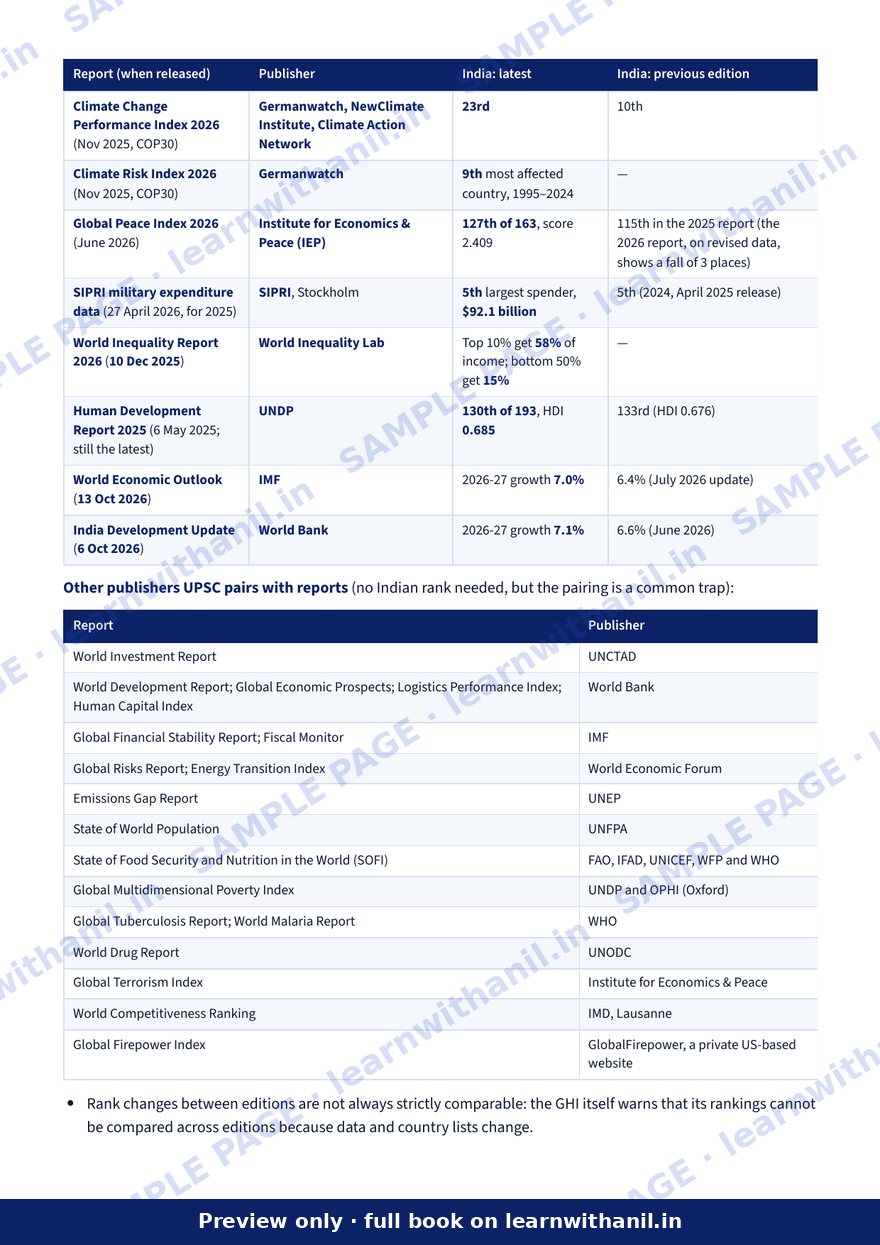 Report (when released) Publisher India: latest India: previous edition
Climate Change Germanwatch, NewClimate 23rd 10th
Performance Index 2026 Institute, Climate Action
(Nov 2025, COP30) Network
Climate Risk Index 2026 Germanwatch 9th most affected —
(Nov 2025, COP30) country, 1995–2024
Global Peace Index 2026 Institute for Economics & 127th of 163, score 115th in the 2025 report (the
(June 2026) Peace (IEP) 2.409 2026 report, on revised data,
shows a fall of 3 places)
SIPRI military expenditure SIPRI, Stockholm 5th largest spender, 5th (2024, April 2025 release)
data (27 April 2026, for 2025) $92.1 billion
World Inequality Report World Inequality Lab Top 10% get 58% of —
2026 (10 Dec 2025) income; bottom 50%
get 15%
Human Development UNDP 130th of 193, HDI 133rd (HDI 0.676)
Report 2025 (6 May 2025; 0.685
still the latest)
World Economic Outlook IMF 2026-27 growth 7.0% 6.4% (July 2026 update)
(13 Oct 2026)
India Development Update World Bank 2026-27 growth 7.1% 6.6% (June 2026)
(6 Oct 2026)
Other publishers UPSC pairs with reports (no Indian rank needed, but the pairing is a common trap):
Report Publisher
World Investment Report UNCTAD
World Development Report; Global Economic Prospects; Logistics Performance Index; World Bank
Human Capital Index
Global Financial Stability Report; Fiscal Monitor IMF
Global Risks Report; Energy Transition Index World Economic Forum
Emissions Gap Report UNEP
State of World Population UNFPA
State of Food Security and Nutrition in the World (SOFI) FAO, IFAD, UNICEF, WFP and WHO
Global Multidimensional Poverty Index UNDP and OPHI (Oxford)
Global Tuberculosis Report; World Malaria Report WHO
World Drug Report UNODC
Global Terrorism Index Institute for Economics & Peace
World Competitiveness Ranking IMD, Lausanne
Global Firepower Index GlobalFirepower, a private US-based
website
• Rank changes between editions are not always strictly comparable: the GHI itself warns that its rankings cannot
be compared across editions because data and country lists change.
SAMPLE PAGE · learnwithanil.in
Preview only · full book on learnwithanil.in